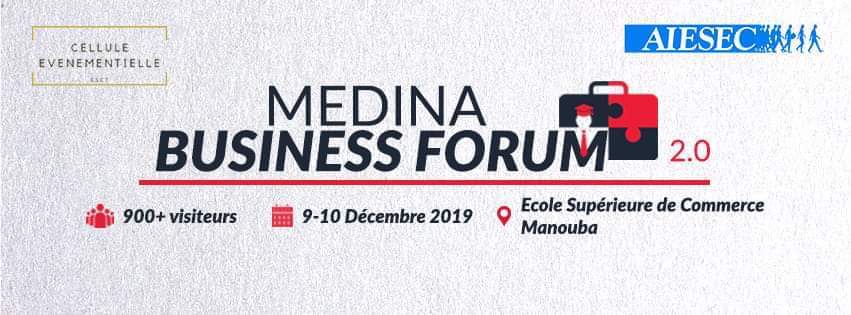 CELLULE
EVENEMENTIELLE
AIESEC
MEDINA
BUSINESS FORUM
2.0
900+ visiteurs
9-10 Décembre 2019
Ecole Supérieure de Commerce
Manouba